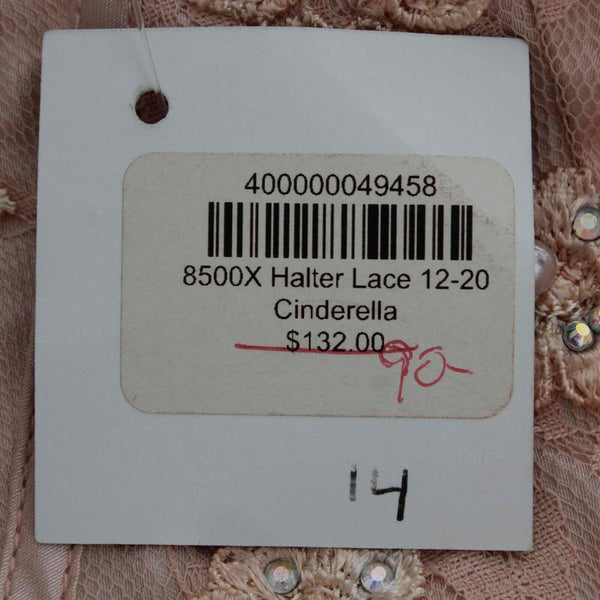 400000049458
8500X Halter Lace 12-20
Cinderella
$132.00
90-
14